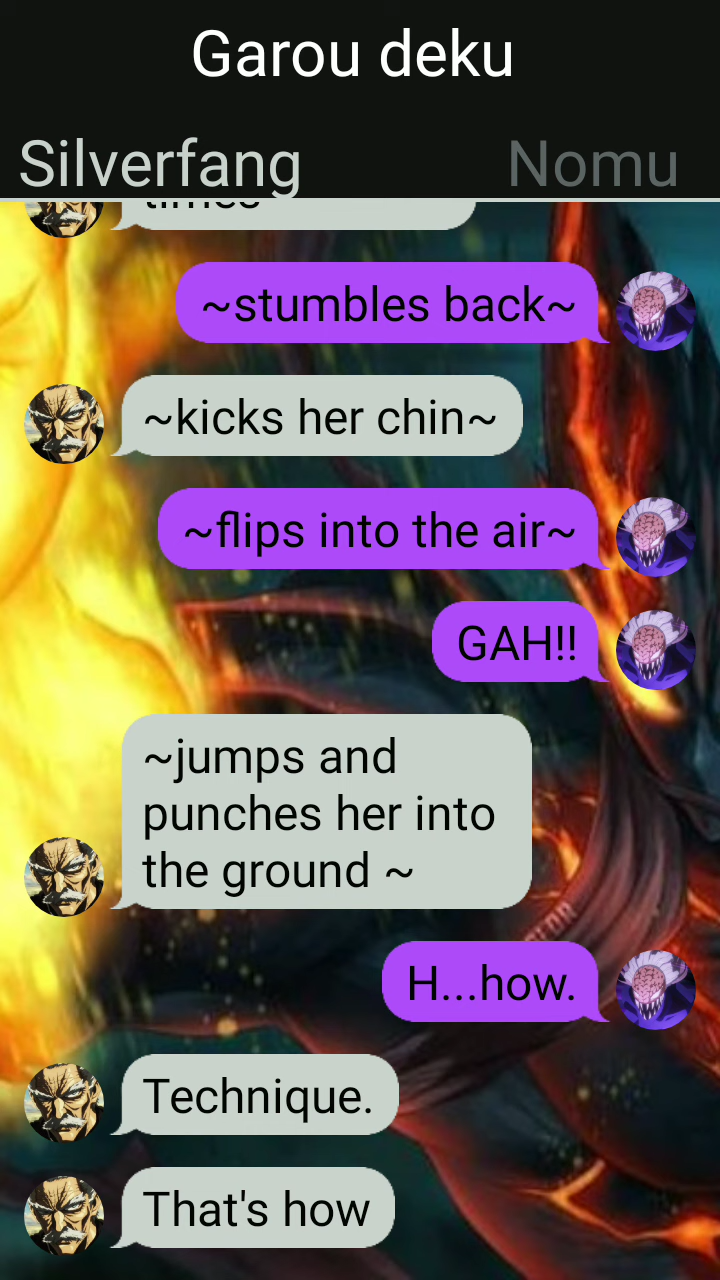 Garou deku
Silverfang
Nomu
times
~stumbles back~
~kicks her chin~
~flips into the air~
GAH!!
~jumps and
punches her into
the ground ~
H...how.
Technique.
That's how